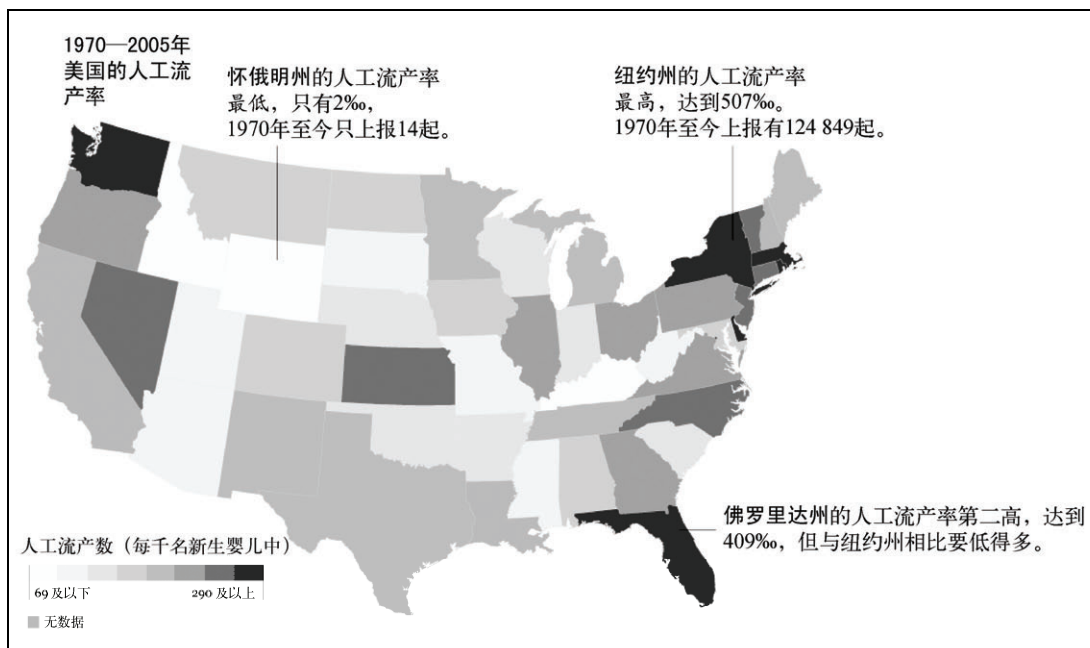 1970—2005年
美国的人工流
产率
怀俄明州的人工流产率
最低，只有2‰，
1970年至今只上报14起。
纽约州的人工流产率
最高，达到507‰。
1970年至今上报有124 849起。
佛罗里达州的人工流产率第二高，达到
409‰，但与纽约州相比要低得多。
人工流产数（每千名新生婴儿中）
69 及以下 290 及以上
无数据